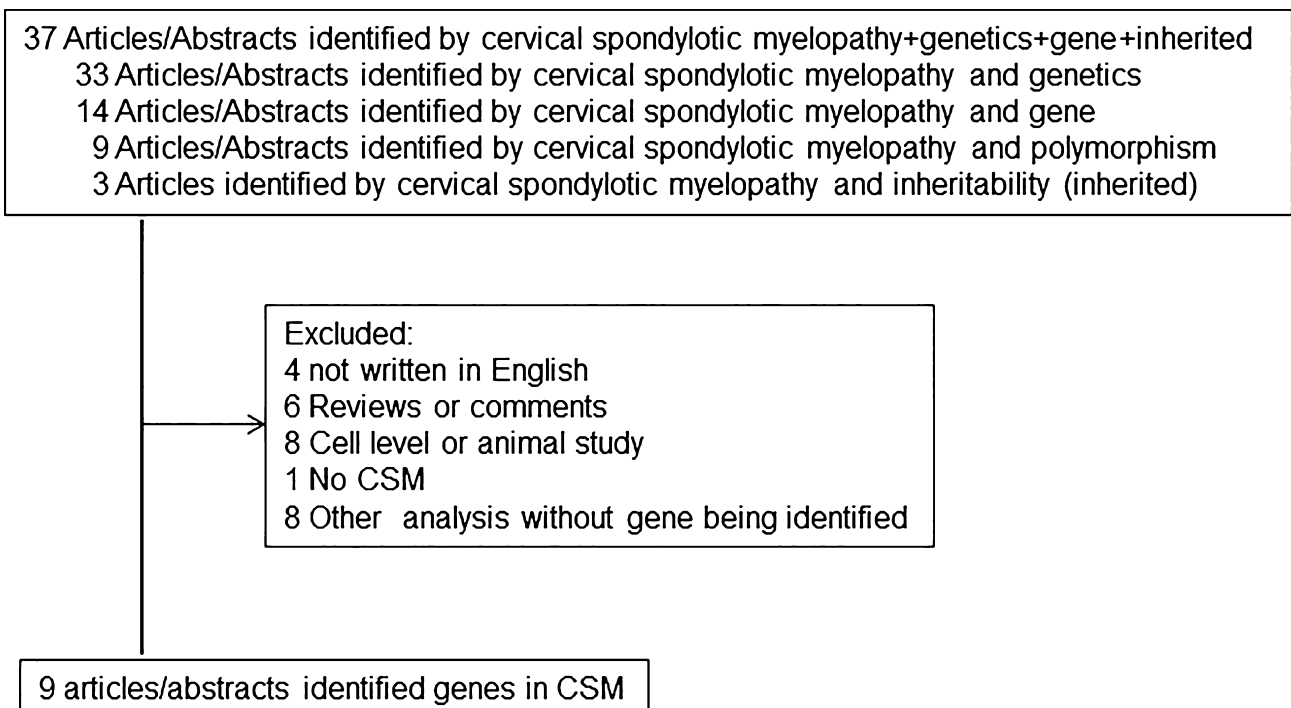 37 Articles/Abstracts identified by cervical spondylotic myelopathy+genetics+gene+inherited
33 Articles/Abstracts identified by cervical spondylotic myelopathy and genetics
14 Articles/Abstracts identified by cervical spondylotic myelopathy and gene
9 Articles/Abstracts identified by cervical spondylotic myelopathy and polymorphism
3 Articles identified by cervical spondylotic myelopathy and inheritability (inherited)
Excluded:
4 not written in English
6 Reviews or comments
8 Cell level or animal study
1 No CSM
8 Other analysis without gene being identified
9 articles/abstracts identified genes in CSM